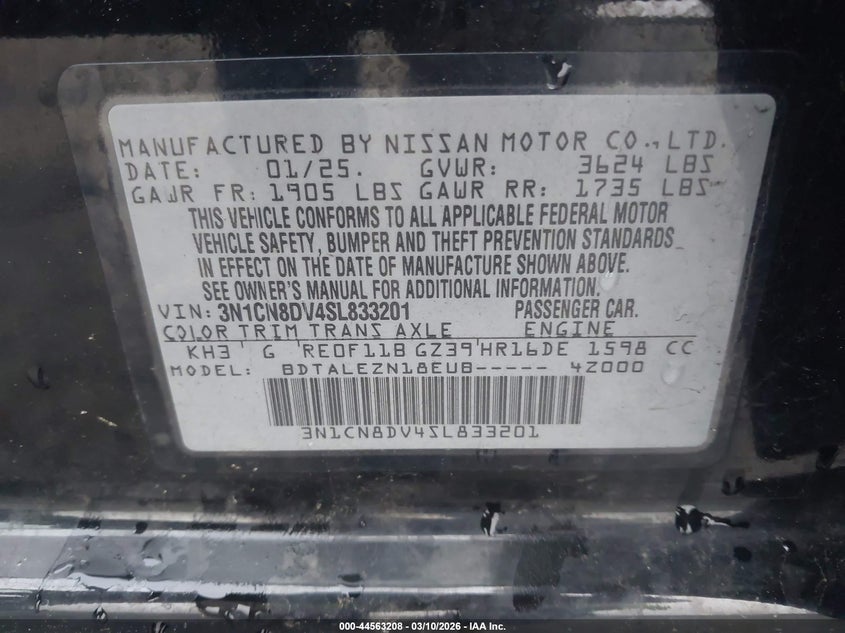 MANUFACTURED BY NISSAN MOTOR CO., LTD.
DATE: 01/25. GVWR: 3624 LBS
GAWR FR: 1905 LBS GAWR RR: 1735 LBS
THIS VEHICLE CONFORMS TO ALL APPLICABLE FEDERAL MOTOR
VEHICLE SAFETY, BUMPER AND THEFT PREVENTION STANDARDS
IN EFFECT ON THE DATE OF MANUFACTURE SHOWN ABOVE.
SEE OWNER'S MANUAL FOR ADDITIONAL INFORMATION.
VIN: 3N1CN8DV4SL833201 PASSENGER CAR.
COLOR TRIM TRANS AXLE ENGINE
KH3 G RE0F11B GZ39 HR16DE 1598 CC
MODEL: BDTALEZN18EUB----- 4Z000
3N1CN8DV4SL833201
000-44563208 - 03/10/2026 - IAA Inc.